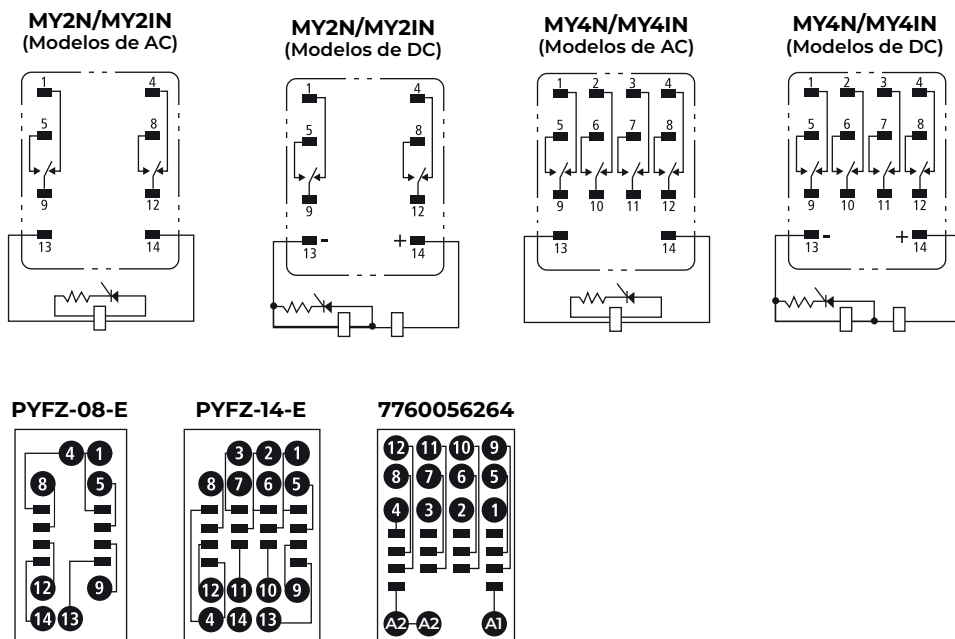 MY2N/MY2IN
(Modelos de AC)
1 4
5 8
9 12
13 14
MY2N/MY2IN
(Modelos de DC)
1 4
5 8
9 12
- +
13 14
MY4N/MY4IN
(Modelos de AC)
1 2 3 4
5 6 7 8
9 10 11 12
13 14
MY4N/MY4IN
(Modelos de DC)
1 2 3 4
5 6 7 8
9 10 11 12
- +
13 14
PYFZ-08-E
4 1
8 5
12 9
14 13
PYFZ-14-E
3 2 1
8 7 6 5
12 11 10 9
4 14 13
7760056264
12 11 10 9
8 7 6 5
4 3 2 1
A2 A2 A1